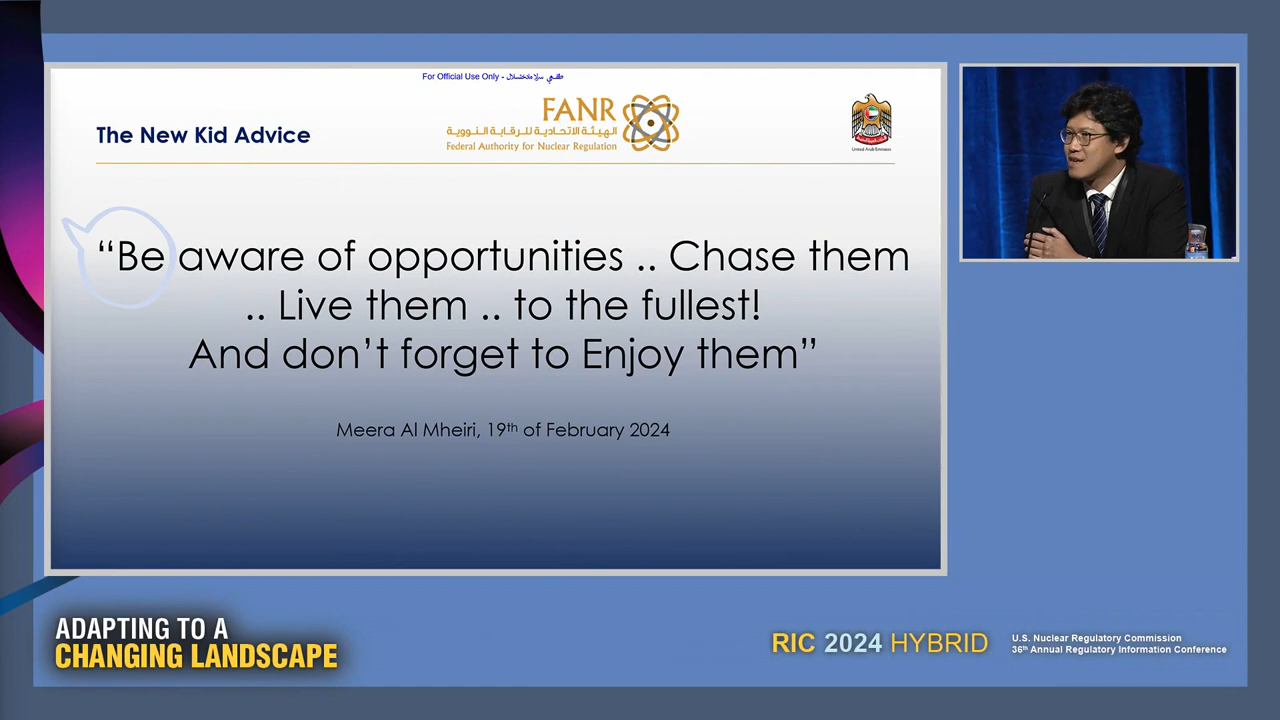 For Official Use Only -
FANR
الهيئة الاتحادية للرقابة النووية
Federal Authority for Nuclear Regulation
United Arab Emirates
The New Kid Advice
“Be aware of opportunities .. Chase them
.. Live them .. to the fullest!
And don’t forget to Enjoy them”
Meera Al Mheiri, 19th of February 2024
ADAPTING TO A
CHANGING LANDSCAPE
RIC 2024 HYBRID
U.S. Nuclear Regulatory Commission
36th Annual Regulatory Information Conference